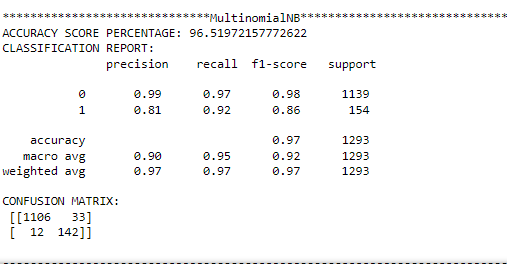 ****************************MultinomialNB*****************************
ACCURACY SCORE PERCENTAGE: 96.51972157772622
CLASSIFICATION REPORT:
              precision    recall  f1-score   support

           0       0.99      0.97      0.98      1139
           1       0.81      0.92      0.86       154

    accuracy                           0.97      1293
   macro avg       0.90      0.95      0.92      1293
weighted avg       0.97      0.97      0.97      1293

CONFUSION MATRIX:
 [[1106   33]
 [  12  142]]